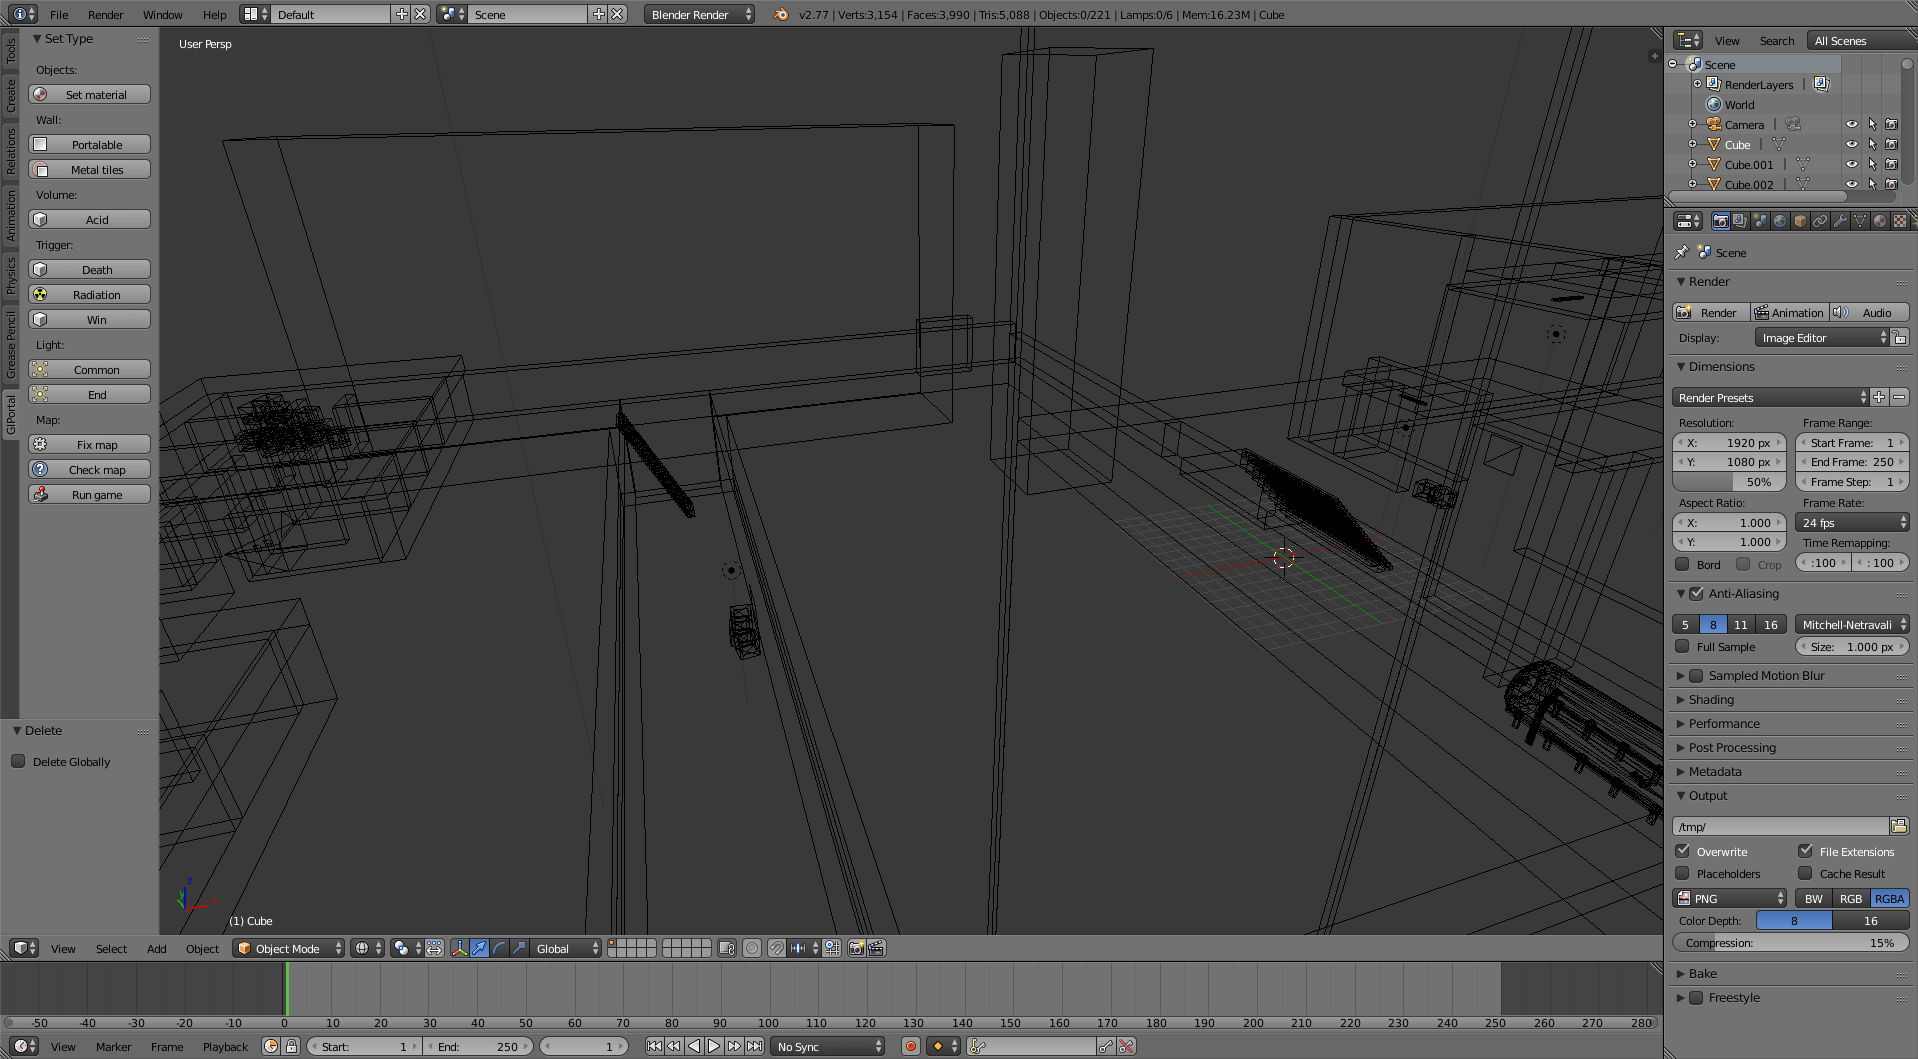 File Render Window Help Default Scene Blender Render v2.77 | Verts:3,154 | Faces:3,990 | Tris:5,088 | Objects:0/221 | Lamps:0/6 | Mem:16.23M | Cube
Tools
Create
Relations
Animation
Physics
Grease Pencil
GlPortal
Set Type
Objects:
Set material
Wall:
Portalable
Metal tiles
Volume:
Acid
Trigger:
Death
Radiation
Win
Light:
Common
End
Map:
Fix map
Check map
Run game
Delete
Delete Globally
User Persp
z
y
x
(1) Cube
View Select Add Object Object Mode Global
View Search All Scenes
Scene
RenderLayers
World
Camera
Cube
Cube.001
Cube.002
Scene
Render
Render Animation Audio
Display: Image Editor
Dimensions
Render Presets
Resolution: Frame Range:
X: 1920 px Start Frame: 1
Y: 1080 px End Frame: 250
50% Frame Step: 1
Aspect Ratio: Frame Rate:
X: 1.000 24 fps
Y: 1.000 Time Remapping:
Bord Crop :100 :100
Anti-Aliasing
5 8 11 16 Mitchell-Netravali
Full Sample Size: 1.000 px
Sampled Motion Blur
Shading
Performance
Post Processing
Metadata
Output
/tmp/
Overwrite File Extensions
Placeholders Cache Result
PNG BW RGB RGBA
Color Depth: 8 16
Compression: 15%
Bake
Freestyle
-50 -40 -30 -20 -10 0 10 20 30 40 50 60 70 80 90 100 110 120 130 140 150 160 170 180 190 200 210 220 230 240 250 260 270 280
View Marker Frame Playback Start: 1 End: 250 1 No Sync